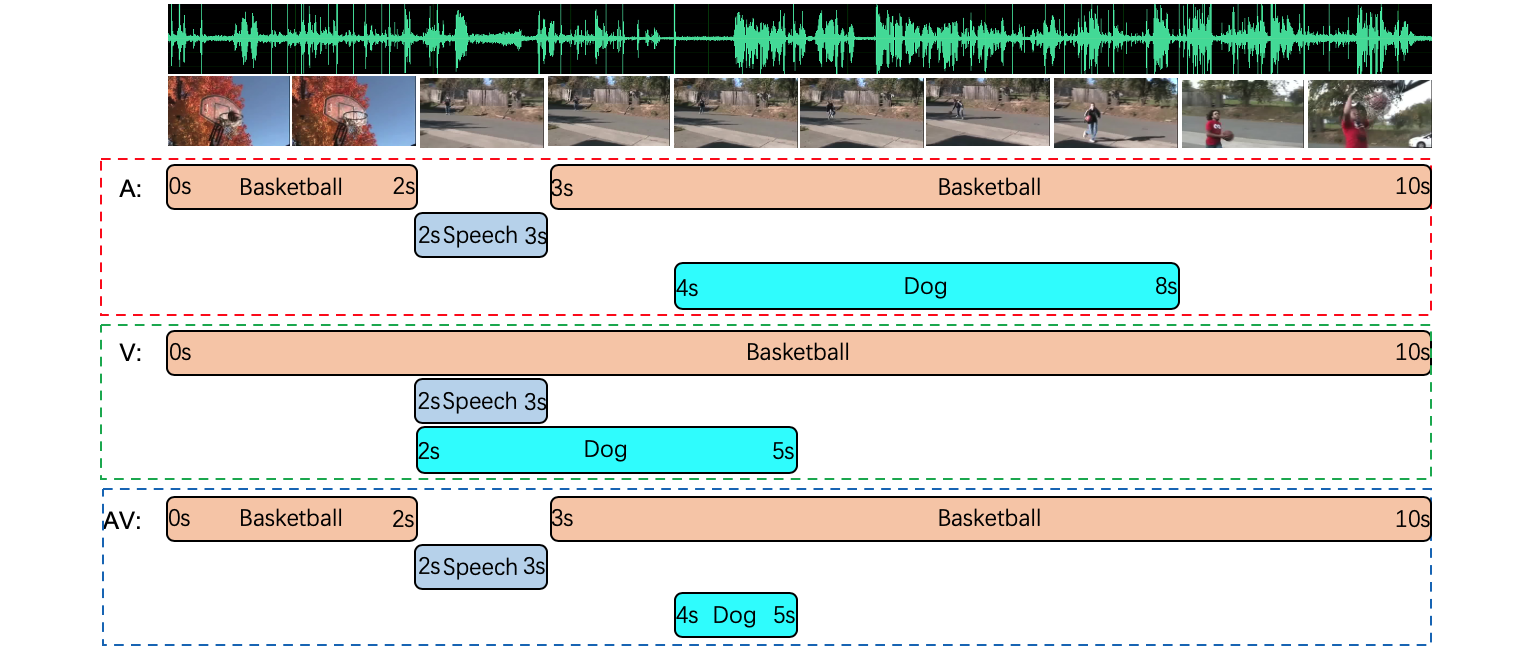 A: 0s Basketball 2s 3s Basketball 10s
2s Speech 3s
4s Dog 8s
V: 0s Basketball 10s
2s Speech 3s
2s Dog 5s
AV: 0s Basketball 2s 3s Basketball 10s
2s Speech 3s
4s Dog 5s